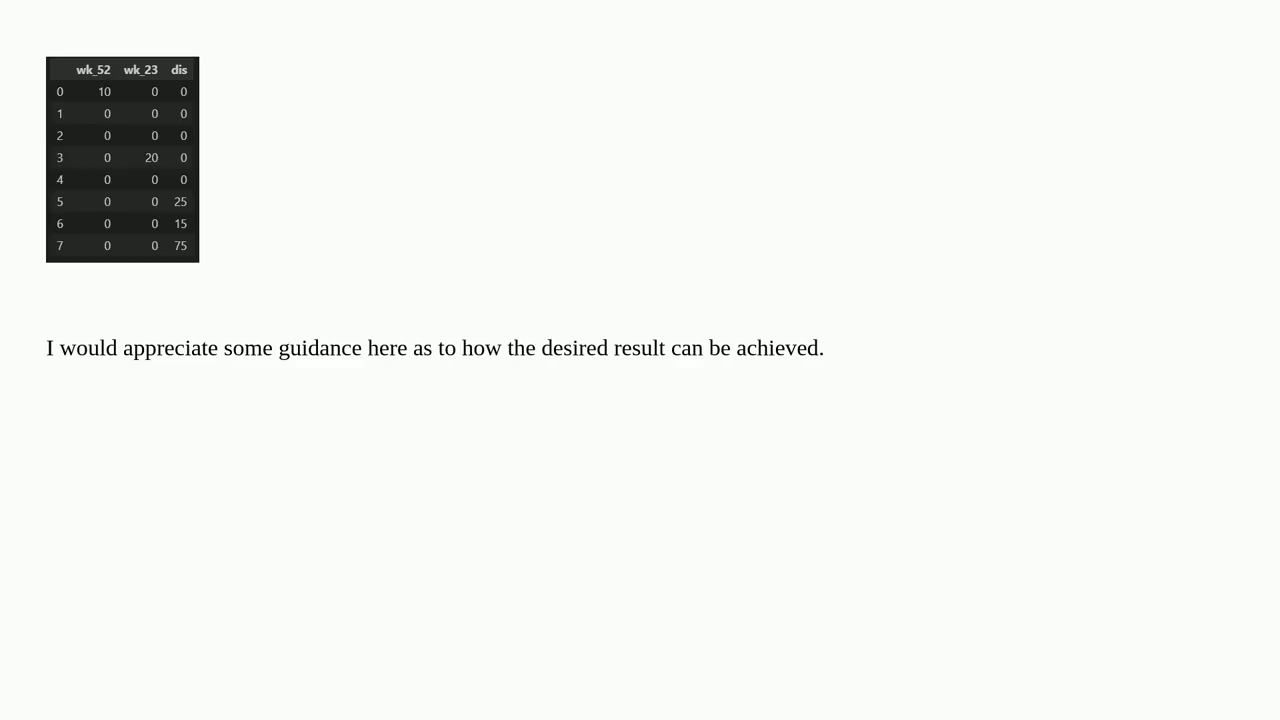 wk_52 wk_23 dis
0 10 0 0
1 0 0 0
2 0 0 0
3 0 20 0
4 0 0 0
5 0 0 25
6 0 0 15
7 0 0 75
I would appreciate some guidance here as to how the desired result can be achieved.